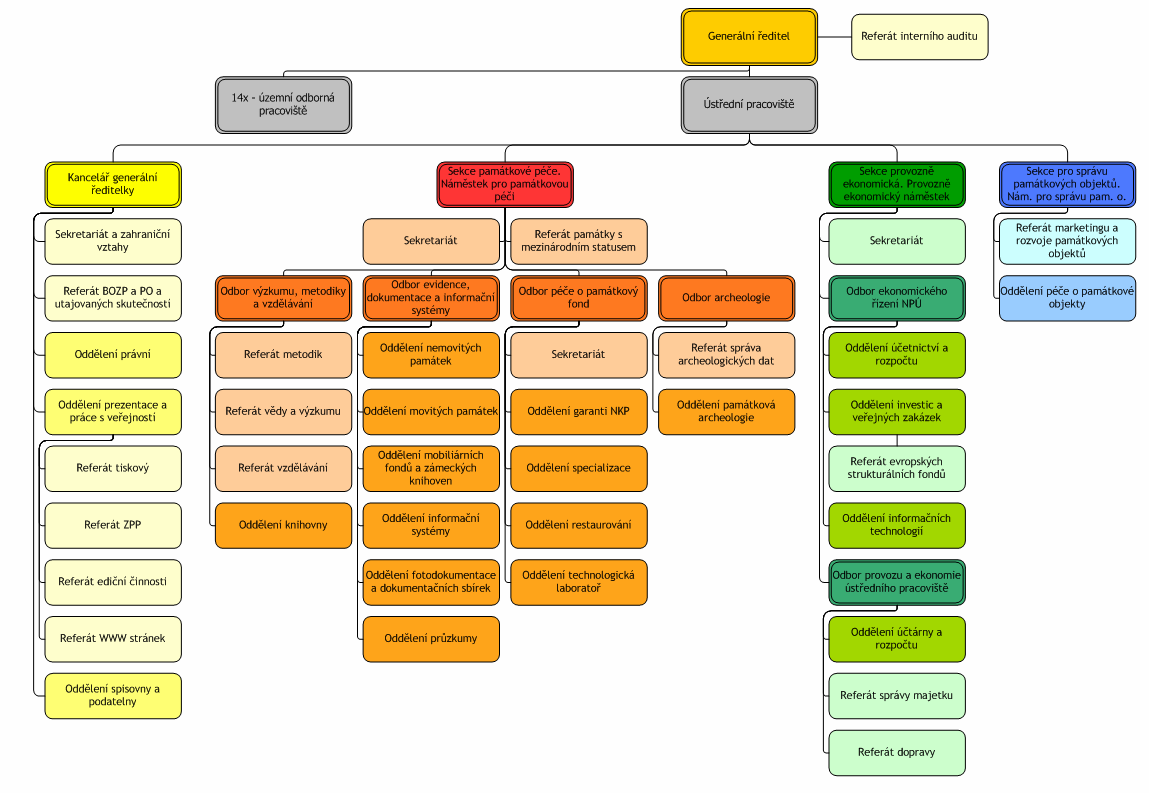 Generální ředitel
Referát interního auditu
14x - územní odborná
pracoviště
Ústřední pracoviště
Kancelář generální
ředitelky
Sekce památkové péče.
Náměstek pro památkovou
péči
Sekce provozně
ekonomická. Provozně
ekonomický náměstek
Sekce pro správu
památkových objektů.
Nám. pro správu pam. o.
Sekretariát a zahraniční
vztahy
Referát BOZP a PO a
utajovaných skutečností
Oddělení právní
Oddělení prezentace a
práce s veřejností
Referát tiskový
Referát ZPP
Referát ediční činnosti
Referát WWW stránek
Oddělení spisovny a
podatelny
Sekretariát
Referát památky s
mezinárodním statusem
Odbor výzkumu, metodiky
a vzdělávání
Referát metodik
Referát vědy a výzkumu
Referát vzdělávání
Oddělení knihovny
Odbor evidence,
dokumentace a informační
systémy
Oddělení nemovitých
památek
Oddělení movitých památek
Oddělení mobiliárních
fondů a zámeckých
knihoven
Oddělení informační
systémy
Oddělení fotodokumentace
a dokumentačních sbírek
Oddělení průzkumy
Odbor péče o památkový
fond
Sekretariát
Oddělení garanti NKP
Oddělení specializace
Oddělení restaurování
Oddělení technologická
laboratoř
Odbor archeologie
Referát správa
archeologických dat
Oddělení památková
archeologie
Sekretariát
Odbor ekonomického
řízení NPÚ
Oddělení účetnictví a
rozpočtu
Oddělení investic a
veřejných zakázek
Referát evropských
strukturálních fondů
Oddělení informačních
technologií
Odbor provozu a ekonomie
ústředního pracoviště
Oddělení účtárny a
rozpočtu
Referát správy majetku
Referát dopravy
Referát marketingu a
rozvoje památkových
objektů
Oddělení péče o památkové
objekty